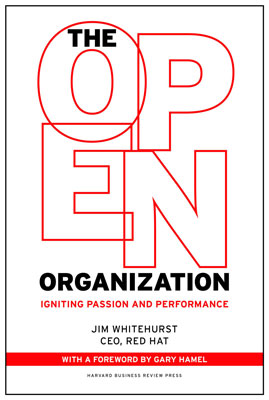 THE
OPEN
ORGANIZATION
IGNITING PASSION AND PERFORMANCE
JIM WHITEHURST
CEO, RED HAT
WITH A FOREWORD BY GARY HAMEL
HARVARD BUSINESS REVIEW PRESS